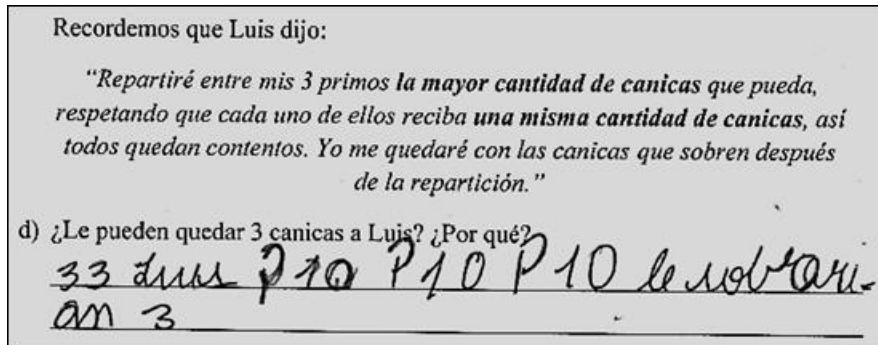 Recordemos que Luis dijo:
“Repartiré entre mis 3 primos la mayor cantidad de canicas que pueda,
respetando que cada uno de ellos reciba una misma cantidad de canicas, así
todos quedan contentos. Yo me quedaré con las canicas que sobren después
de la repartición.”
d) ¿Le pueden quedar 3 canicas a Luis? ¿Por qué?
33 Luis P 10 P 10 P 10 le sobrari-
an 3